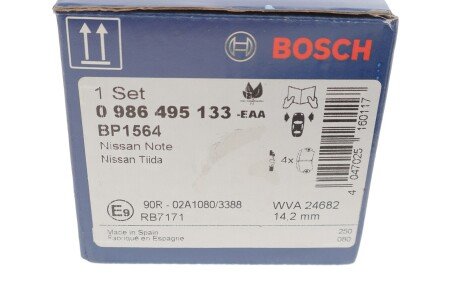 BOSCH
1 Set
0 986 495 133 -EAA
BP1564
Nissan Note
Nissan Tiida
4x
E9
90R - 02A1080/3388
RB7171
WVA 24682
14,2 mm
Made in Spain
Fabriqué en Espagne
250
080
4 047025 160117